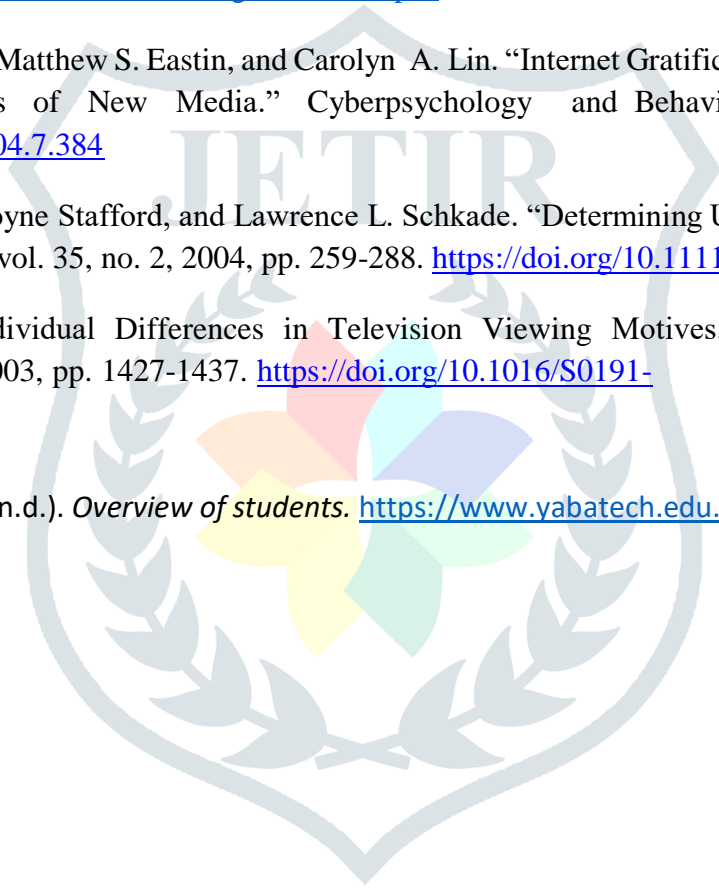 Matthew S. Eastin, and Carolyn A. Lin. “Internet Gratific
s of New Media.” Cyberpsychology and Behavi
04.7.384
oyne Stafford, and Lawrence L. Schkade. “Determining U
vol. 35, no. 2, 2004, pp. 259-288. https://doi.org/10.1111
dividual Differences in Television Viewing Motives.
003, pp. 1427-1437. https://doi.org/10.1016/S0191-
n.d.). Overview of students. https://www.yabatech.edu.
JETIR